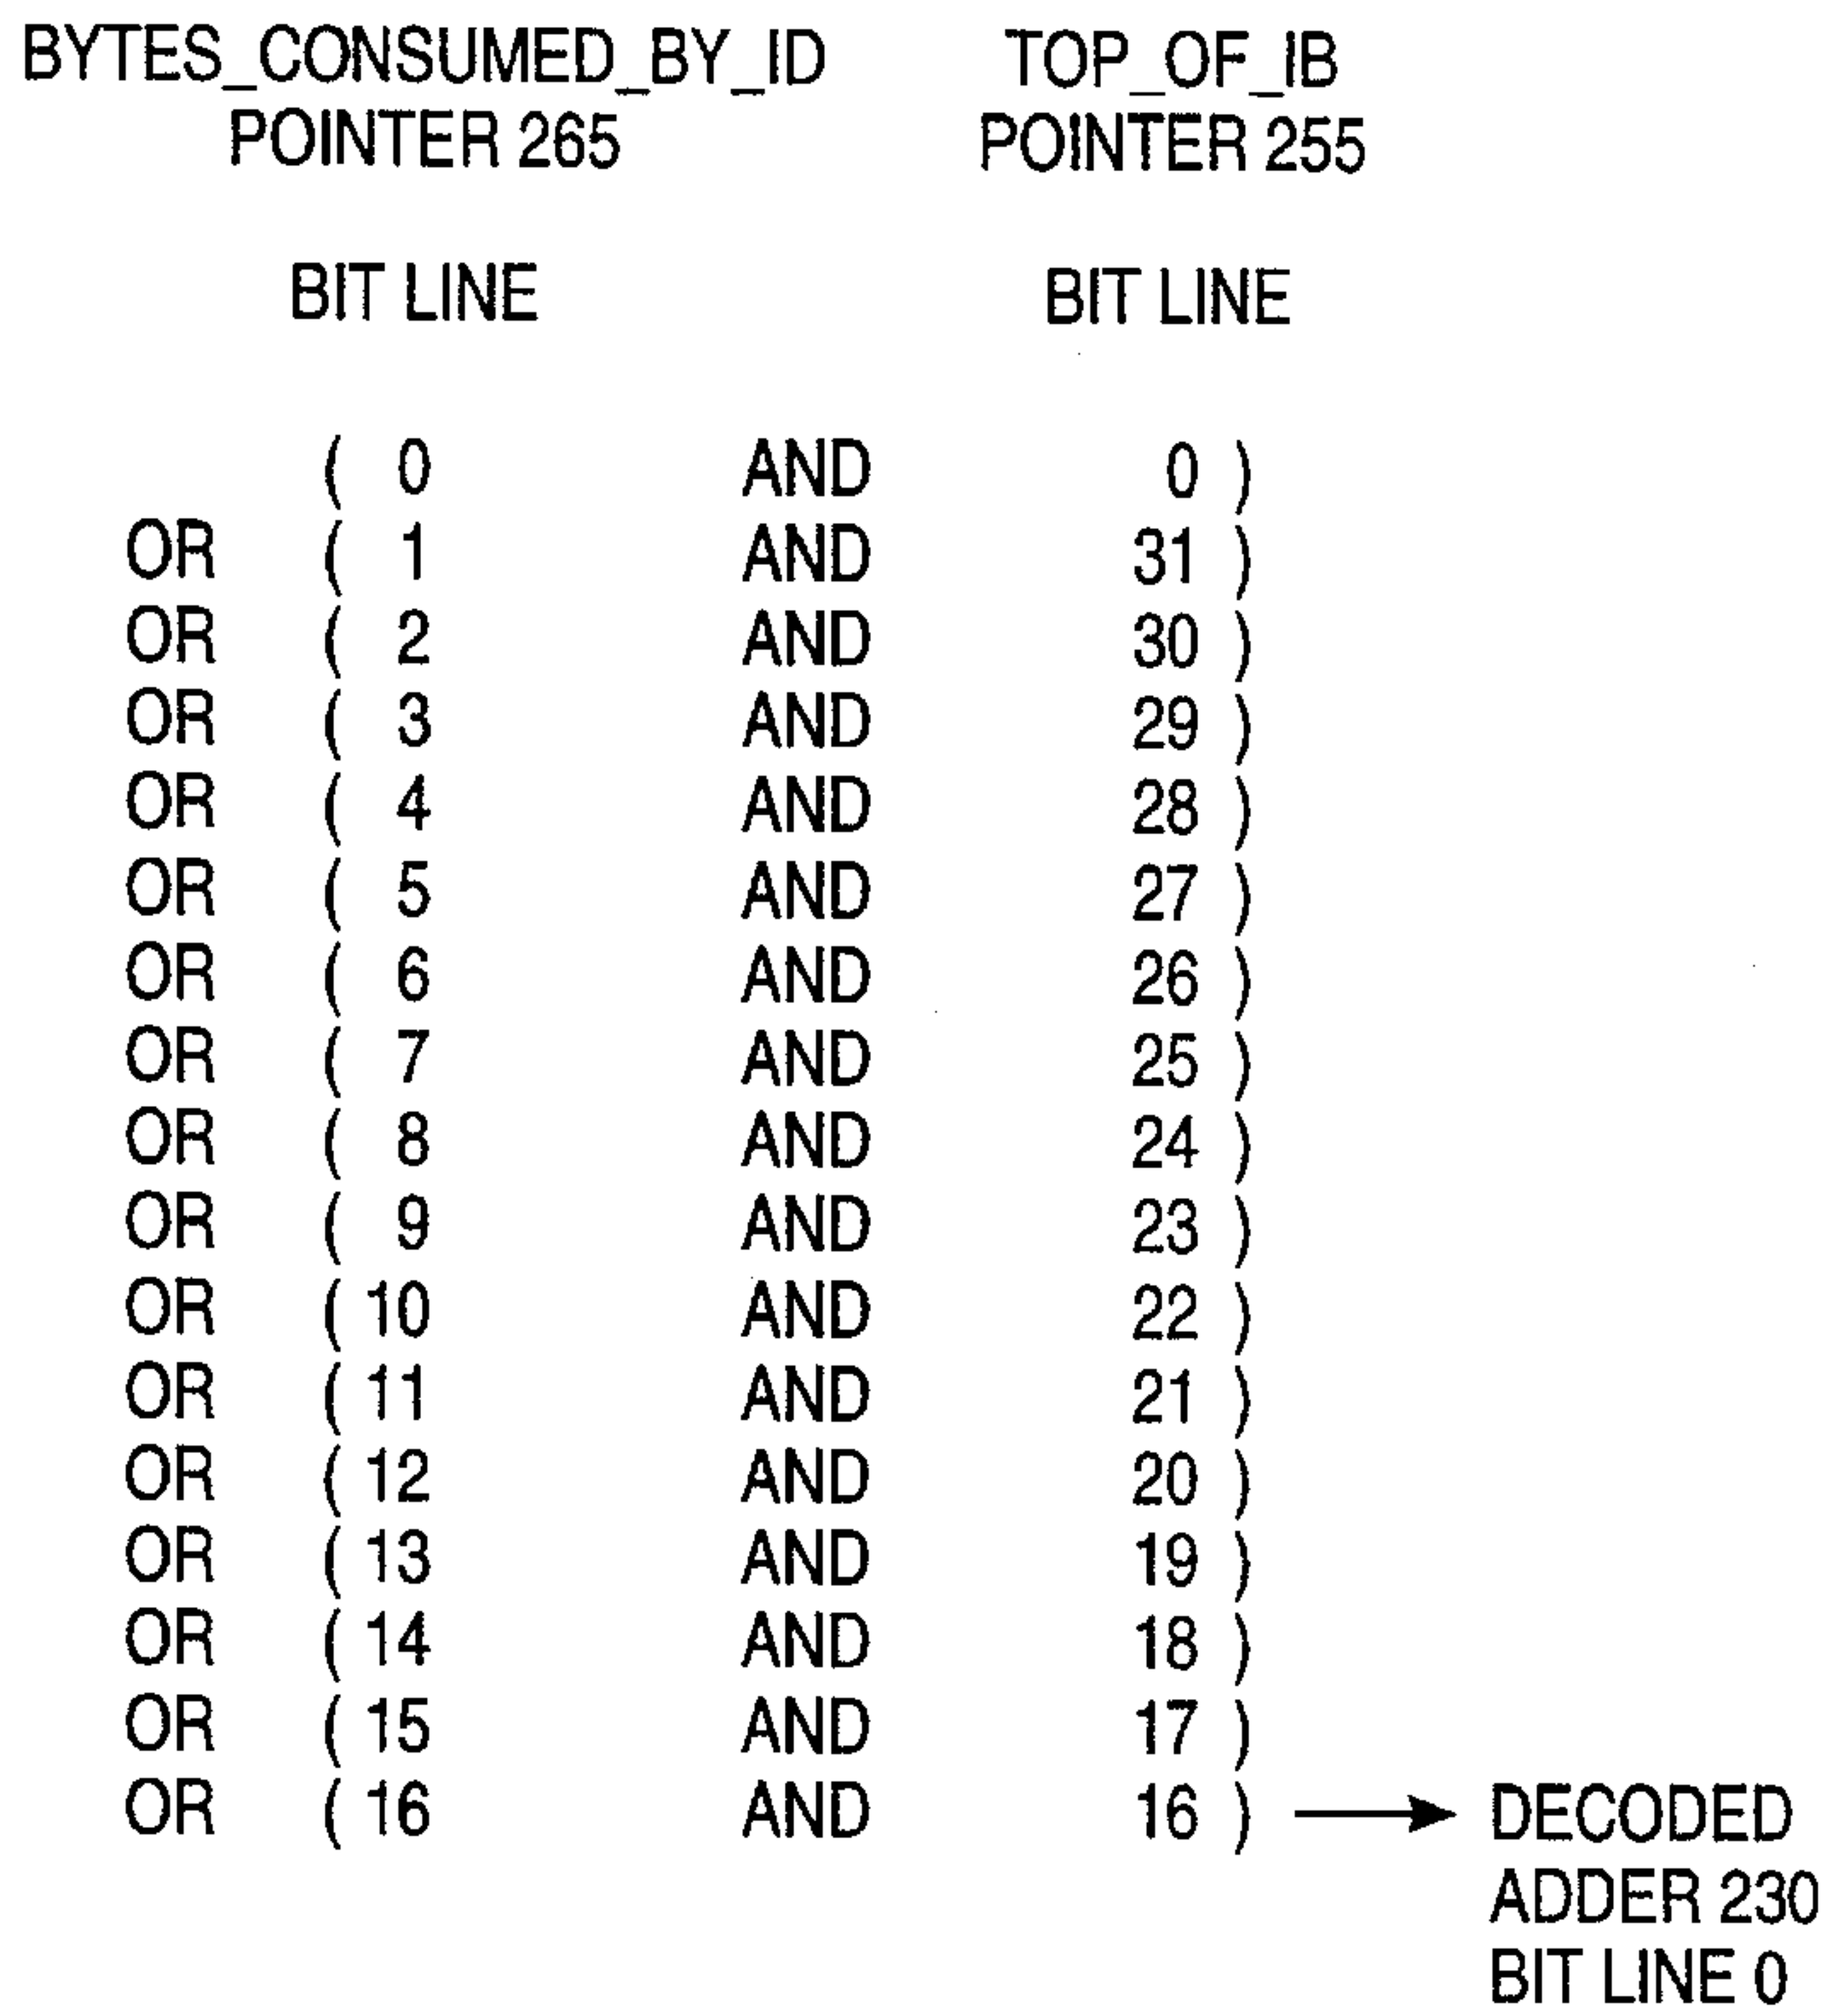 BYTES_CONSUMED_BY_ID TOP_OF_IB
POINTER 265 POINTER 255
BIT LINE BIT LINE
( 0 AND 0 )
OR ( 1 AND 31 )
OR ( 2 AND 30 )
OR ( 3 AND 29 )
OR ( 4 AND 28 )
OR ( 5 AND 27 )
OR ( 6 AND 26 )
OR ( 7 AND 25 )
OR ( 8 AND 24 )
OR ( 9 AND 23 )
OR ( 10 AND 22 )
OR ( 11 AND 21 )
OR ( 12 AND 20 )
OR ( 13 AND 19 )
OR ( 14 AND 18 )
OR ( 15 AND 17 )
OR ( 16 AND 16 ) DECODED
ADDER 230
BIT LINE 0